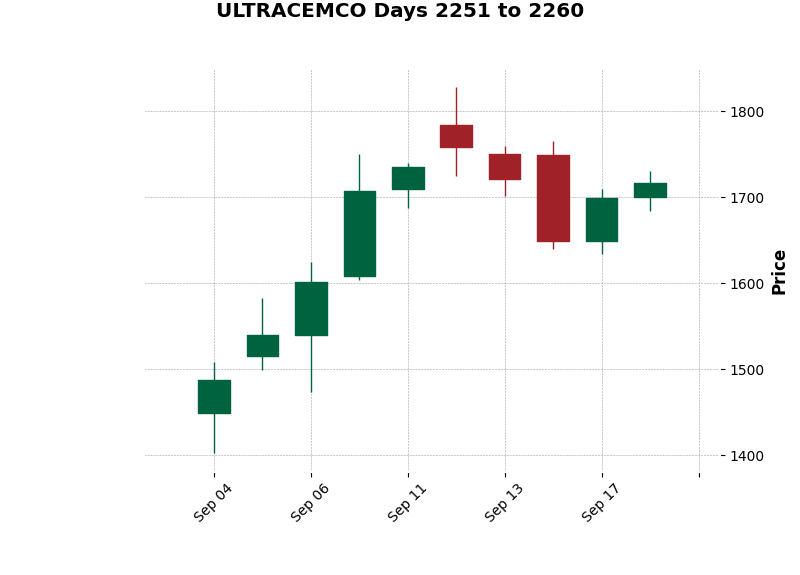 ULTRACEMCO Days 2251 to 2260
1800
1700
1600
1500
1400
Price
Sep 04
Sep 06
Sep 11
Sep 13
Sep 17